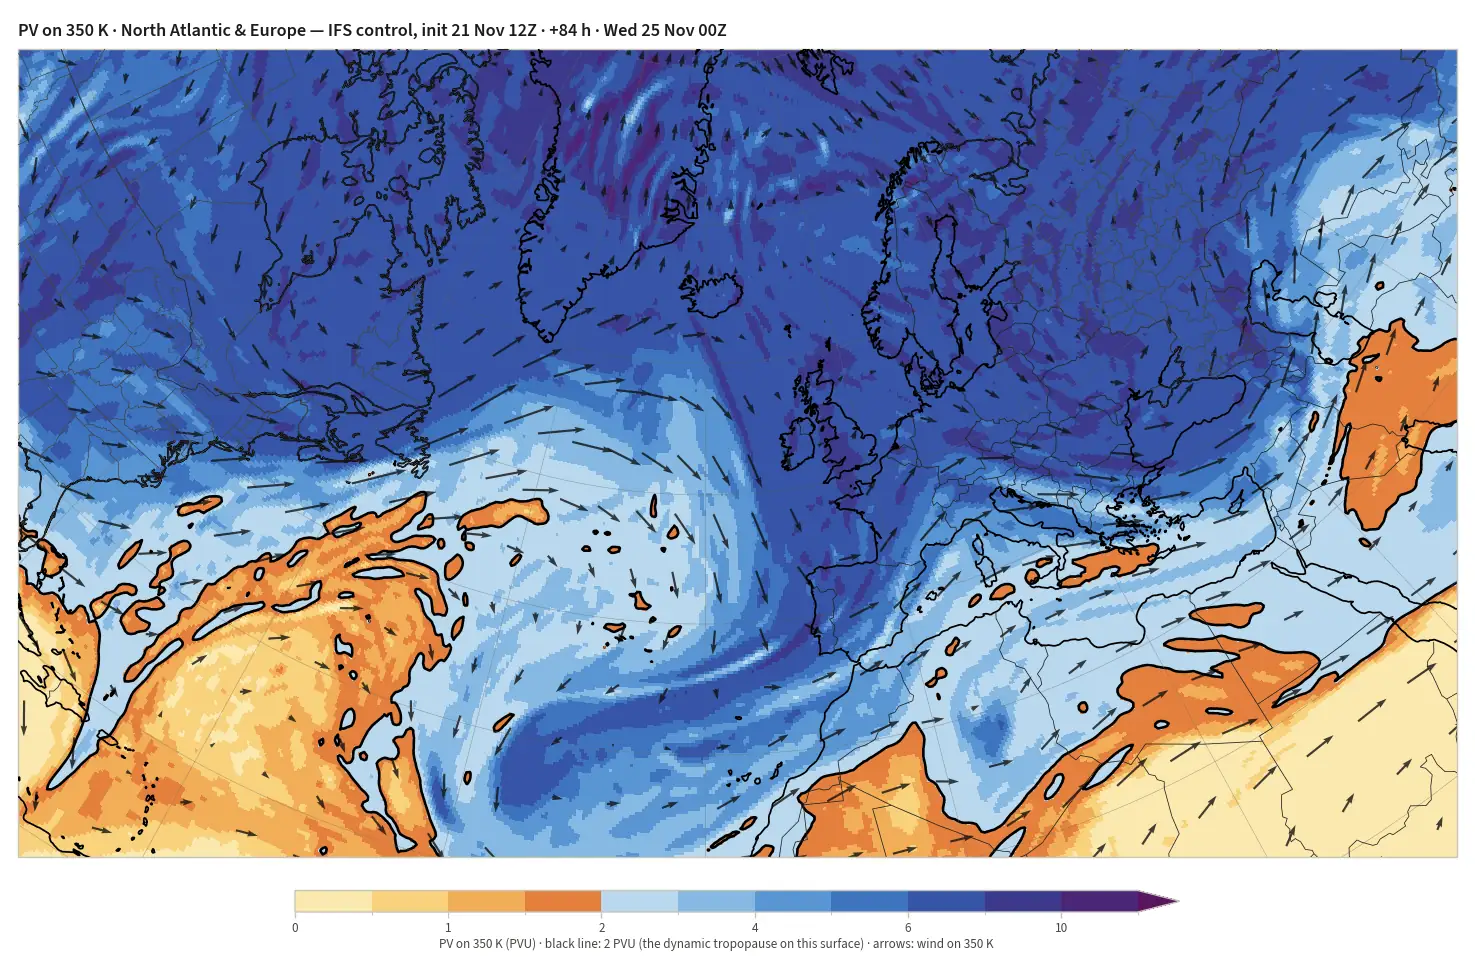 PV on 350 K · North Atlantic & Europe — IFS control, init 21 Nov 12Z · +84 h · Wed 25 Nov 00Z
0 1 2 4 6 10
PV on 350 K (PVU) · black line: 2 PVU (the dynamic tropopause on this surface) · arrows: wind on 350 K